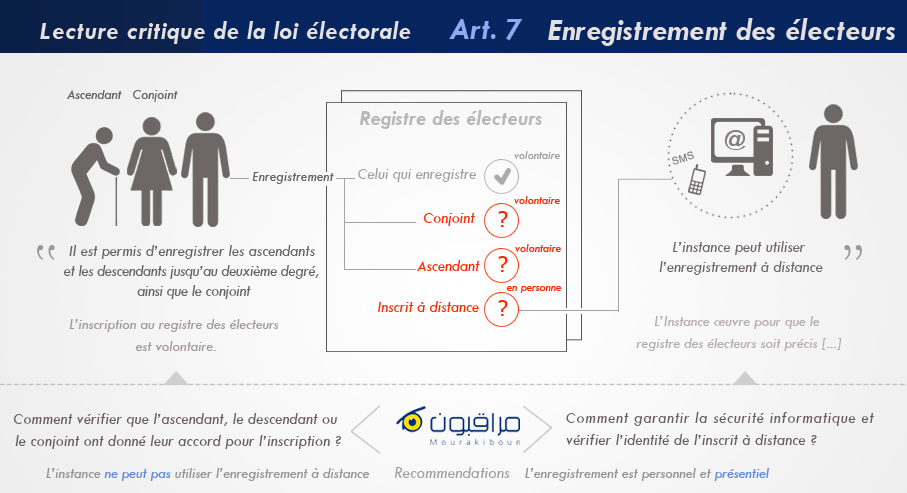 Lecture critique de la loi électorale Art. 7 Enregistrement des électeurs
Ascendant Conjoint
Enregistrement
Registre des électeurs
volontaire
Celui qui enregistre
volontaire
Conjoint ?
volontaire
Ascendant ?
en personne
Inscrit à distance ?
@
SMS
“ Il est permis d'enregistrer les ascendants
et les descendants jusqu'au deuxième degré,
ainsi que le conjoint
L'inscription au registre des électeurs
est volontaire.
L'instance peut utiliser ”
l'enregistrement à distance
L'Instance œuvre pour que le
registre des électeurs soit précis [...]
Comment vérifier que l'ascendant, le descendant ou
le conjoint ont donné leur accord pour l'inscription ?
مراقبون
Mourakiboun
Comment garantir la sécurité informatique et
vérifier l'identité de l'inscrit à distance ?
L'instance ne peut pas utiliser l'enregistrement à distance
Recommendations
L'enregistrement est personnel et présentiel